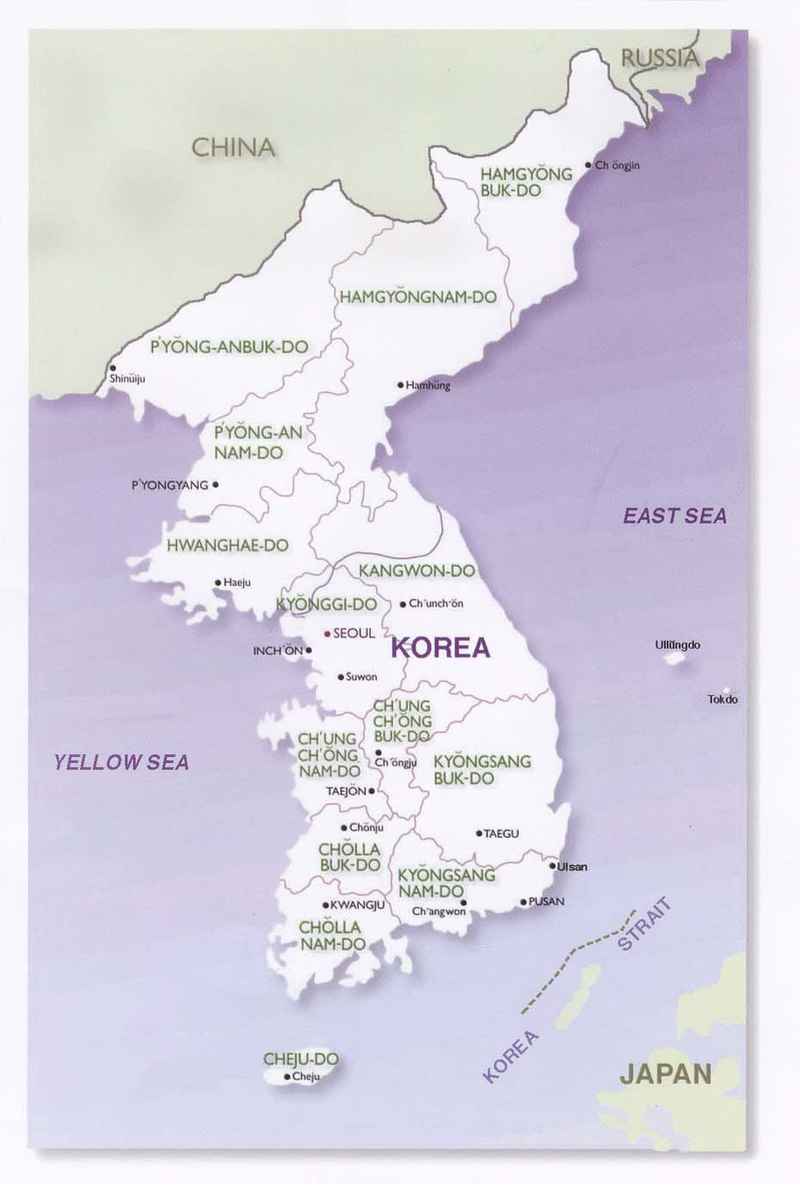 RUSSIA
CHINA
Ch ŏngjin
HAMGYŎNG
BUK-DO
HAMGYŎNGNAM-DO
P'YŎNG-ANBUK-DO
Shinŭiju
Hamhŭng
P'YŎNG-AN
NAM-DO
P'YONGYANG
EAST SEA
HWANGHAE-DO
KANGWON-DO
Haeju
KYŎNGGI-DO
Ch'unch'ŏn
SEOUL
KOREA
INCH'ŎN
Ullŭngdo
Suwon
Tokdo
CH'UNG
CH'ŎNG
BUK-DO
CH'UNG
CH'ŎNG
NAM-DO
YELLOW SEA
Ch ŏngju
KYŎNGSANG
BUK-DO
TAEJŎN
Chŏnju
TAEGU
CHŎLLA
BUK-DO
Ulsan
KYŎNGSANG
NAM-DO
KWANGJU
Ch'angwon
PUSAN
CHŎLLA
NAM-DO
KOREA
STRAIT
CHEJU-DO
Cheju
JAPAN